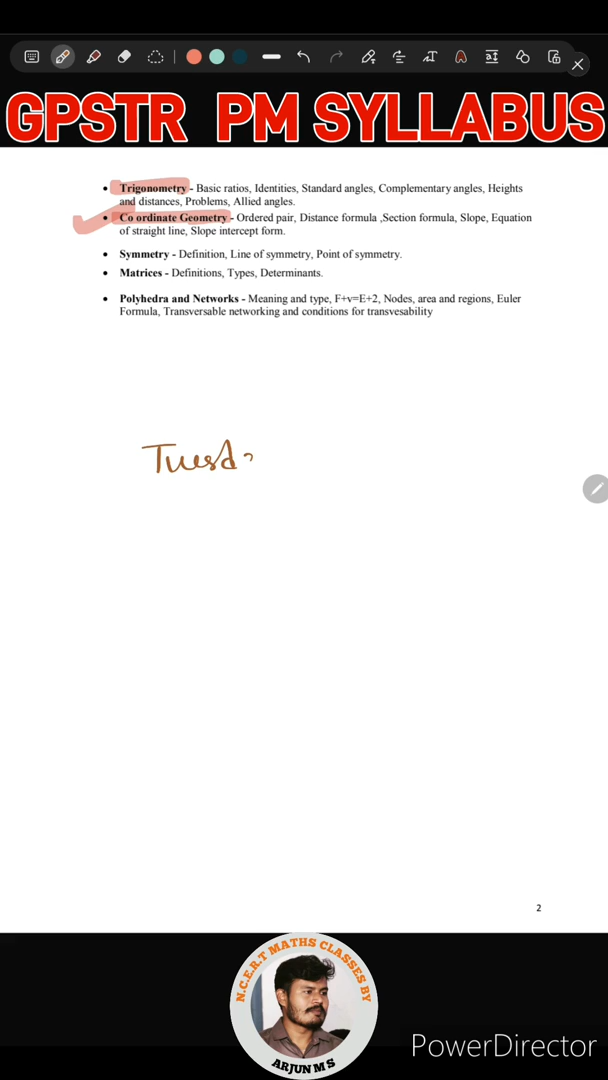 GPSTR PM SYLLABUS
• Trigonometry - Basic ratios, Identities, Standard angles, Complementary angles, Heights
and distances, Problems, Allied angles.
• Co ordinate Geometry - Ordered pair, Distance formula ,Section formula, Slope, Equation
of straight line, Slope intercept form.
• Symmetry - Definition, Line of symmetry, Point of symmetry.
• Matrices - Definitions, Types, Determinants.
• Polyhedra and Networks - Meaning and type, F+v=E+2, Nodes, area and regions, Euler
Formula, Transversable networking and conditions for transvesability
Tuesd
2
N.C.E.R.T MATHS CLASSES BY
ARJUN M S
PowerDirector